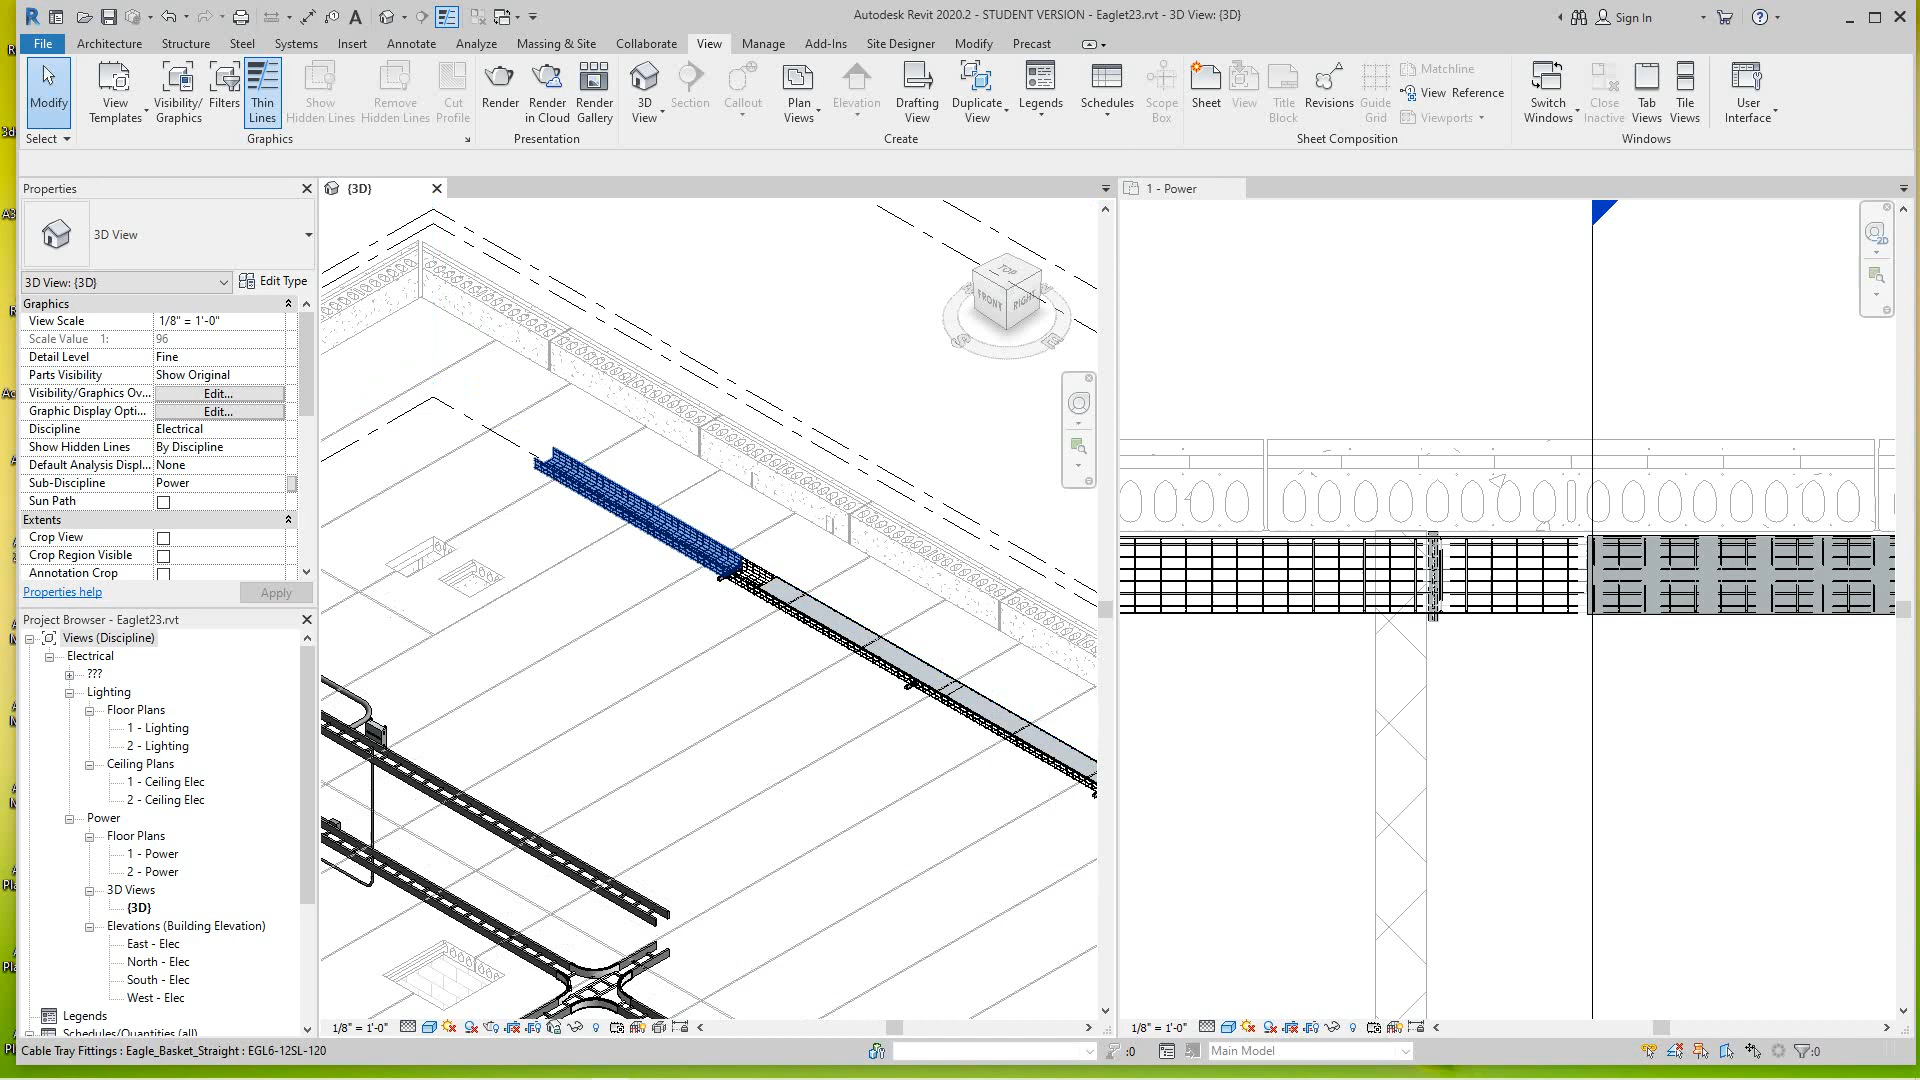 Autodesk Revit 2020.2 - STUDENT VERSION - Eaglet23.rvt - 3D View: {3D}
Sign In
File Architecture Structure Steel Systems Insert Annotate Analyze Massing & Site Collaborate View Manage Add-Ins Site Designer Modify Precast
Modify
View Templates
Visibility/ Graphics
Filters
Thin Lines
Show Hidden Lines
Remove Hidden Lines
Cut Profile
Render
Render in Cloud
Render Gallery
3D View
Section
Callout
Plan Views
Elevation
Drafting View
Duplicate View
Legends
Schedules
Scope Box
Sheet
View
Title Block
Revisions
Guide Grid
Matchline
View Reference
Viewports
Switch Windows
Close Inactive
Tab Views
Tile Views
User Interface
Select Graphics Presentation Create Sheet Composition Windows
Properties
3D View
3D View: {3D} Edit Type
Graphics
View Scale 1/8" = 1'-0"
Scale Value 1: 96
Detail Level Fine
Parts Visibility Show Original
Visibility/Graphics Ov... Edit...
Graphic Display Opti... Edit...
Discipline Electrical
Show Hidden Lines By Discipline
Default Analysis Displ... None
Sub-Discipline Power
Sun Path
Extents
Crop View
Crop Region Visible
Annotation Crop
Properties help Apply
Project Browser - Eaglet23.rvt
Views (Discipline)
Electrical
???
Lighting
Floor Plans
1 - Lighting
2 - Lighting
Ceiling Plans
1 - Ceiling Elec
2 - Ceiling Elec
Power
Floor Plans
1 - Power
2 - Power
3D Views
{3D}
Elevations (Building Elevation)
East - Elec
North - Elec
South - Elec
West - Elec
Legends
Schedules/Quantities (all)
{3D}
TOP
FRONT
RIGHT
1/8" = 1'-0"
1 - Power
2D
1/8" = 1'-0"
Cable Tray Fittings : Eagle_Basket_Straight : EGL6-12SL-120
:0
Main Model
:0